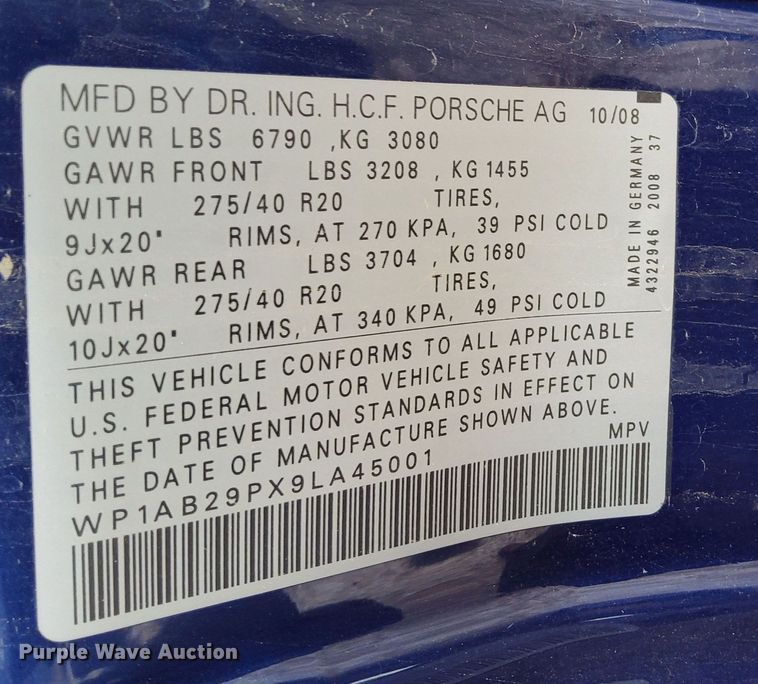 MFD BY DR. ING. H.C.F. PORSCHE AG 10/08
GVWR LBS 6790 ,KG 3080
GAWR FRONT LBS 3208 , KG 1455
WITH 275/40 R20 TIRES,
9Jx20" RIMS, AT 270 KPA, 39 PSI COLD
GAWR REAR LBS 3704 , KG 1680
WITH 275/40 R20 TIRES,
10Jx20" RIMS, AT 340 KPA, 49 PSI COLD
MADE IN GERMANY
4322946 2008 37
THIS VEHICLE CONFORMS TO ALL APPLICABLE
U.S. FEDERAL MOTOR VEHICLE SAFETY AND
THEFT PREVENTION STANDARDS IN EFFECT ON
THE DATE OF MANUFACTURE SHOWN ABOVE.
WP1AB29PX9LA45001 MPV
Purple Wave Auction